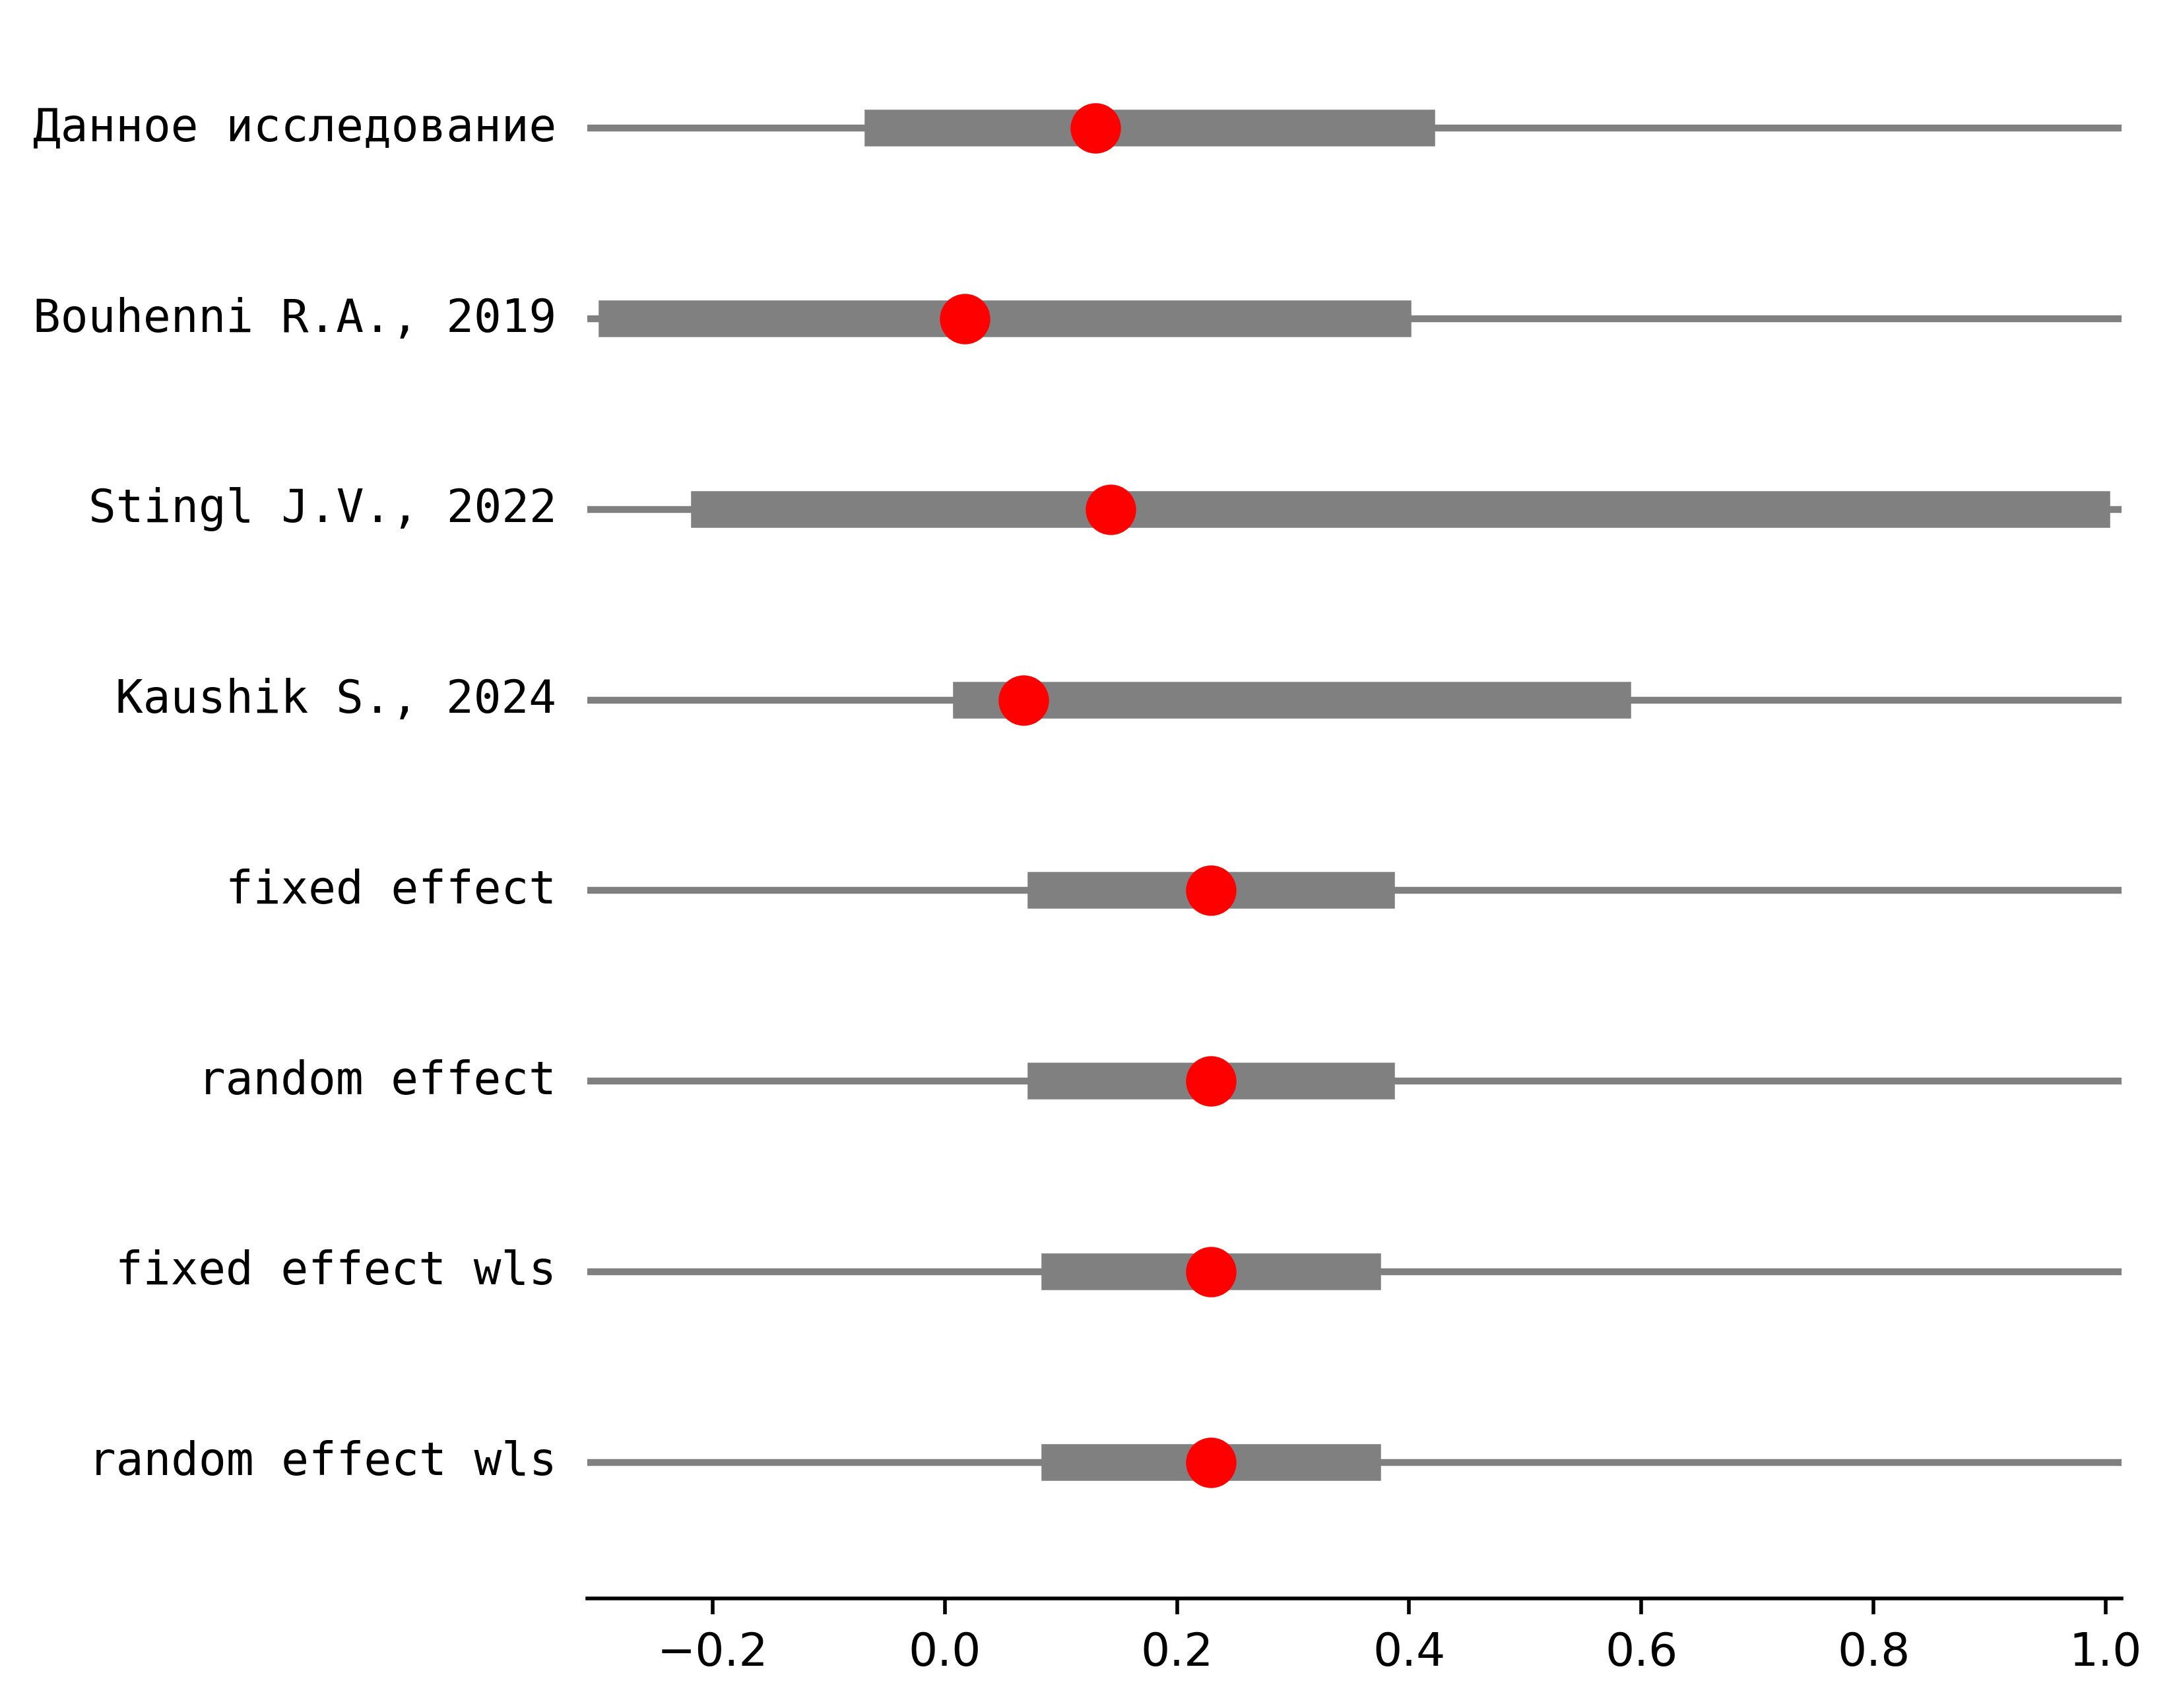 Данное исследование
Bouhenni R.A., 2019
Stingl J.V., 2022
Kaushik S., 2024
fixed effect
random effect
fixed effect wls
random effect wls
−0.2 0.0 0.2 0.4 0.6 0.8 1.0